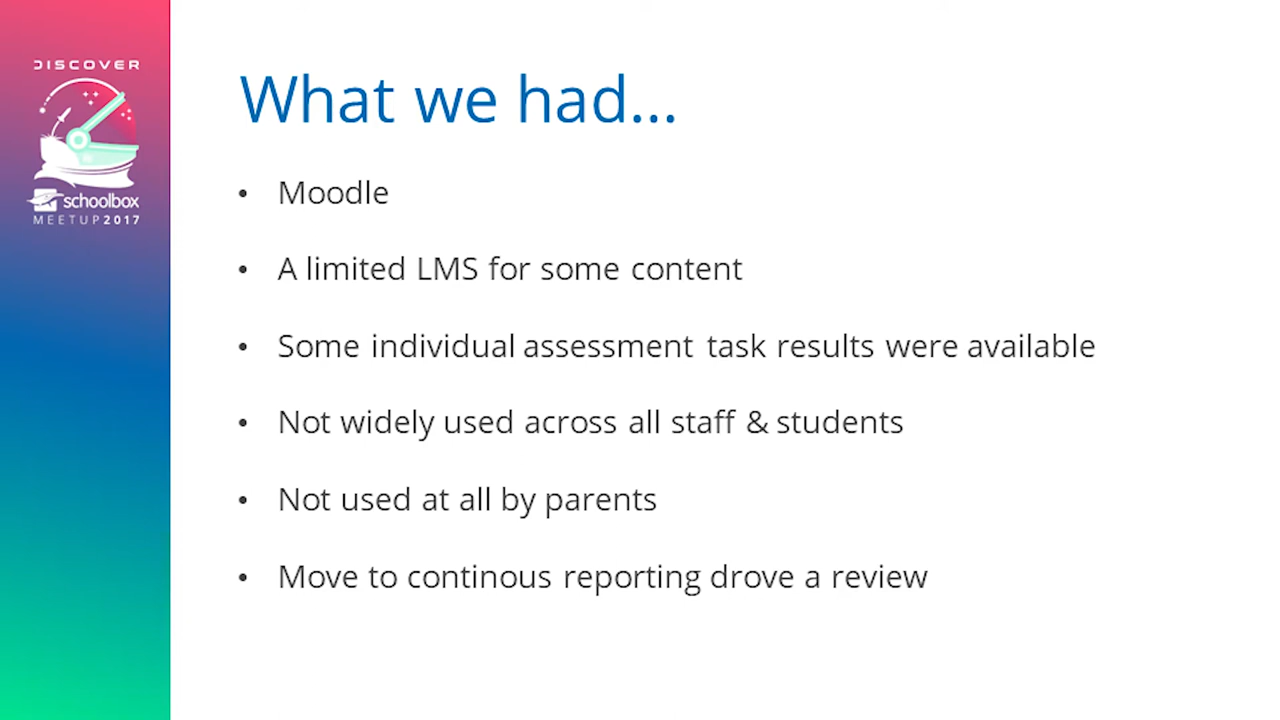 DISCOVER
schoolbox
MEETUP2017
What we had...
• Moodle
• A limited LMS for some content
• Some individual assessment task results were available
• Not widely used across all staff & students
• Not used at all by parents
• Move to continous reporting drove a review